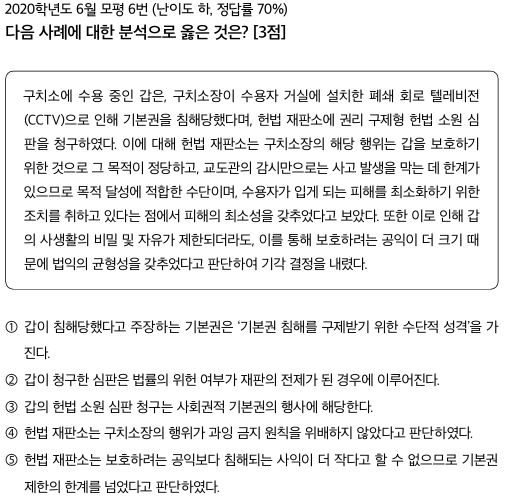 2020학년도 6월 모평 6번 (난이도 하, 정답률 70%)
다음 사례에 대한 분석으로 옳은 것은? [3점]
구치소에 수용 중인 갑은, 구치소장이 수용자 거실에 설치한 폐쇄 회로 텔레비전
(CCTV)으로 인해 기본권을 침해당했다며, 헌법 재판소에 권리 구제형 헌법 소원 심
판을 청구하였다. 이에 대해 헌법 재판소는 구치소장의 해당 행위는 갑을 보호하기
위한 것으로 그 목적이 정당하고, 교도관의 감시만으로는 사고 발생을 막는 데 한계가
있으므로 목적 달성에 적합한 수단이며, 수용자가 입게 되는 피해를 최소화하기 위한
조치를 취하고 있다는 점에서 피해의 최소성을 갖추었다고 보았다. 또한 이로 인해 갑
의 사생활의 비밀 및 자유가 제한되더라도, 이를 통해 보호하려는 공익이 더 크기 때
문에 법익의 균형성을 갖추었다고 판단하여 기각 결정을 내렸다.
① 갑이 침해당했다고 주장하는 기본권은 '기본권 침해를 구제받기 위한 수단적 성격'을 가
진다.
② 갑이 청구한 심판은 법률의 위헌 여부가 재판의 전제가 된 경우에 이루어진다.
③ 갑의 헌법 소원 심판 청구는 사회권적 기본권의 행사에 해당한다.
④ 헌법 재판소는 구치소장의 행위가 과잉 금지 원칙을 위배하지 않았다고 판단하였다.
⑤ 헌법 재판소는 보호하려는 공익보다 침해되는 사익이 더 작다고 할 수 없으므로 기본권
제한의 한계를 넘었다고 판단하였다.